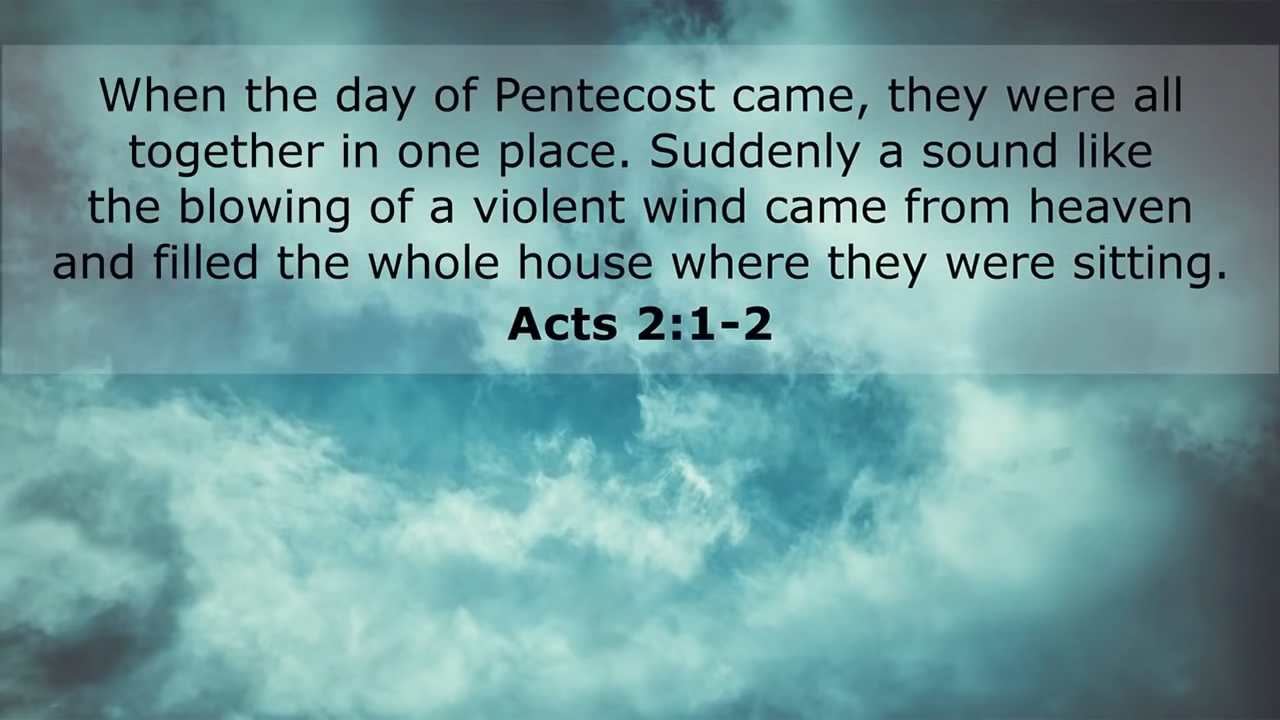 When the day of Pentecost came, they were all
together in one place. Suddenly a sound like
the blowing of a violent wind came from heaven
and filled the whole house where they were sitting.
Acts 2:1-2